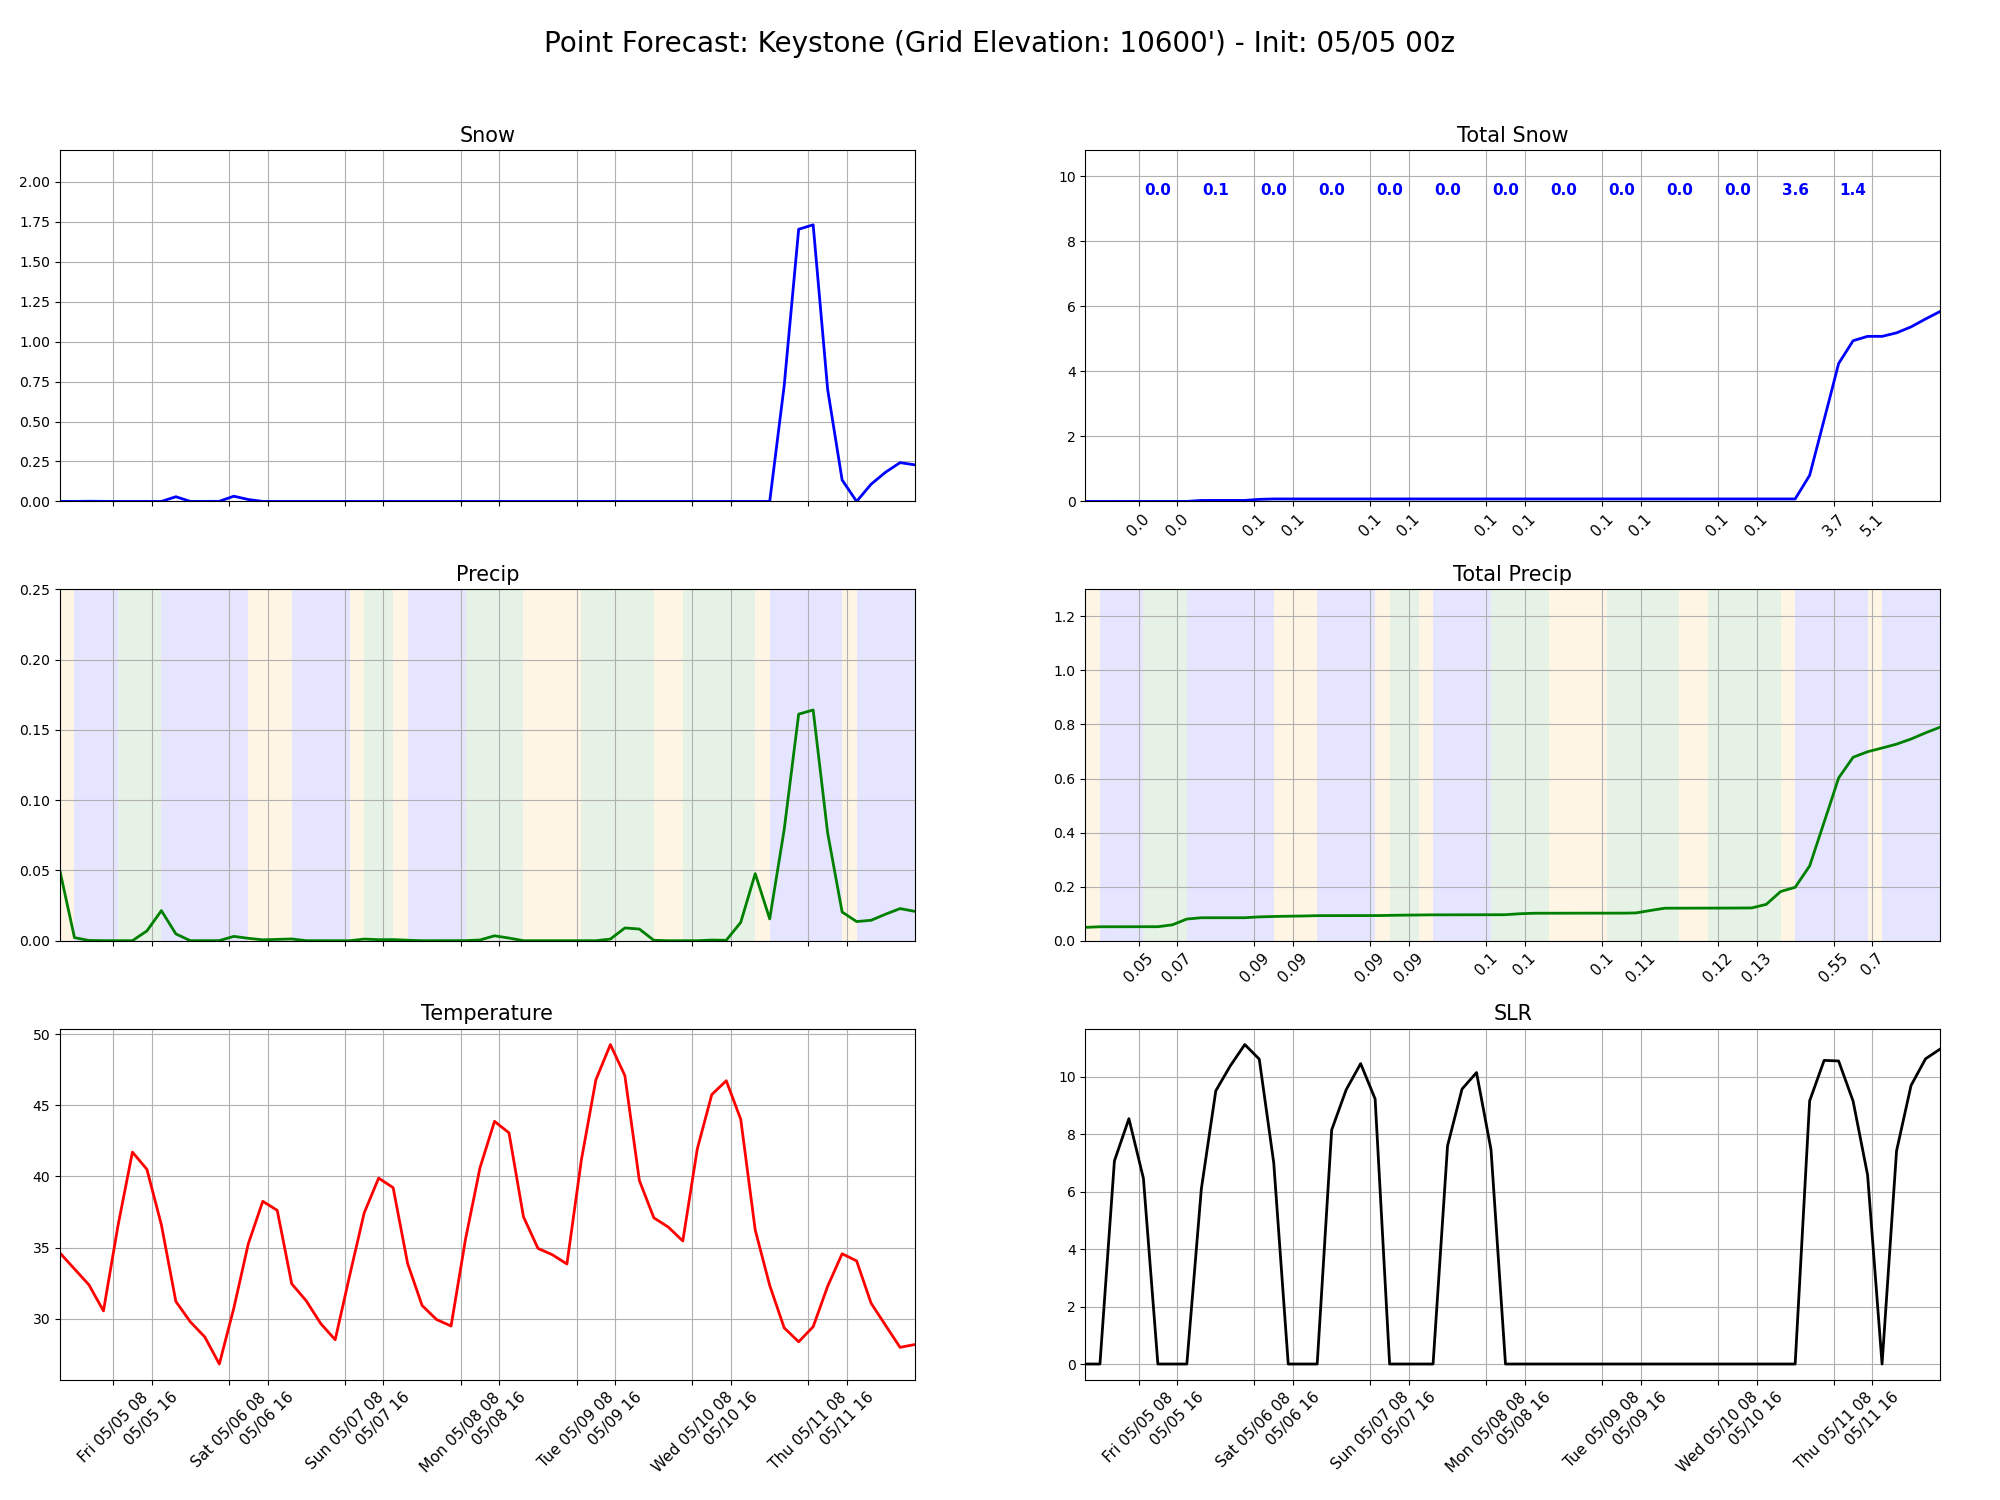 Point Forecast: Keystone (Grid Elevation: 10600') - Init: 05/05 00z
Snow
2.00
1.75
1.50
1.25
1.00
0.75
0.50
0.25
0.00
Total Snow
10
8
6
4
2
0
0.0 0.1 0.0 0.0 0.0 0.0 0.0 0.0 0.0 0.0 0.0 3.6 1.4
0.0 0.0 0.1 0.1 0.1 0.1 0.1 0.1 0.1 0.1 0.1 0.1 3.7 5.1
Precip
0.25
0.20
0.15
0.10
0.05
0.00
Total Precip
1.2
1.0
0.8
0.6
0.4
0.2
0.0
0.05 0.07 0.09 0.09 0.09 0.09 0.1 0.1 0.1 0.11 0.12 0.13 0.55 0.7
Temperature
50
45
40
35
30
Fri 05/05 08
05/05 16
Sat 05/06 08
05/06 16
Sun 05/07 08
05/07 16
Mon 05/08 08
05/08 16
Tue 05/09 08
05/09 16
Wed 05/10 08
05/10 16
Thu 05/11 08
05/11 16
SLR
10
8
6
4
2
0
Fri 05/05 08
05/05 16
Sat 05/06 08
05/06 16
Sun 05/07 08
05/07 16
Mon 05/08 08
05/08 16
Tue 05/09 08
05/09 16
Wed 05/10 08
05/10 16
Thu 05/11 08
05/11 16